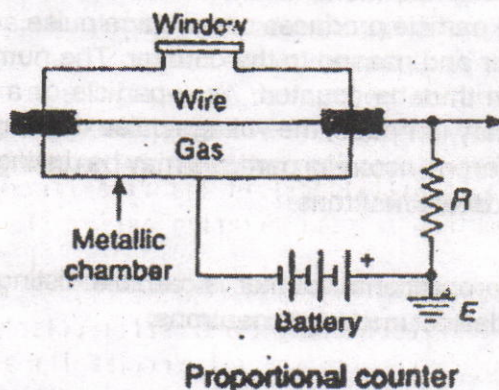 Window
Wire
Gas
Metallic
chamber
R
+
E
Battery
Proportional counter